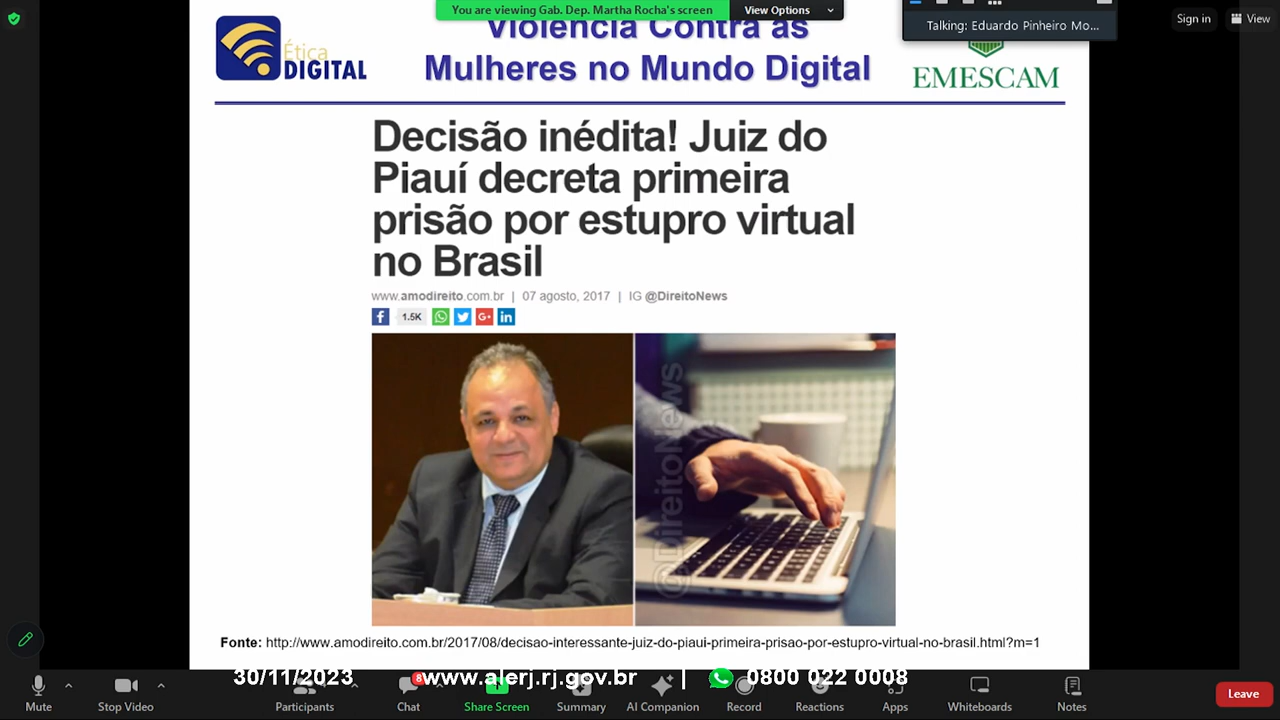 You are viewing Gab. Dep. Martha Rocha's screen
View Options
Talking: Eduardo Pinheiro Mo...
Sign in
View
Ética
DIGITAL
Violência Contra as
Mulheres no Mundo Digital
EMESCAM
Decisão inédita! Juiz do
Piauí decreta primeira
prisão por estupro virtual
no Brasil
www.amodireito.com.br | 07 agosto, 2017 | IG @DireitoNews
1.5K
@DireitoNews
Fonte: http://www.amodireito.com.br/2017/08/decisao-interessante-juiz-do-piaui-primeira-prisao-por-estupro-virtual-no-brasil.html?m=1
30/11/2023 www.alerj.rj.gov.br | 0800 022 0008
8
Mute
Stop Video
Participants
Chat
Share Screen
Summary
AI Companion
Record
Reactions
Apps
Whiteboards
Notes
Leave